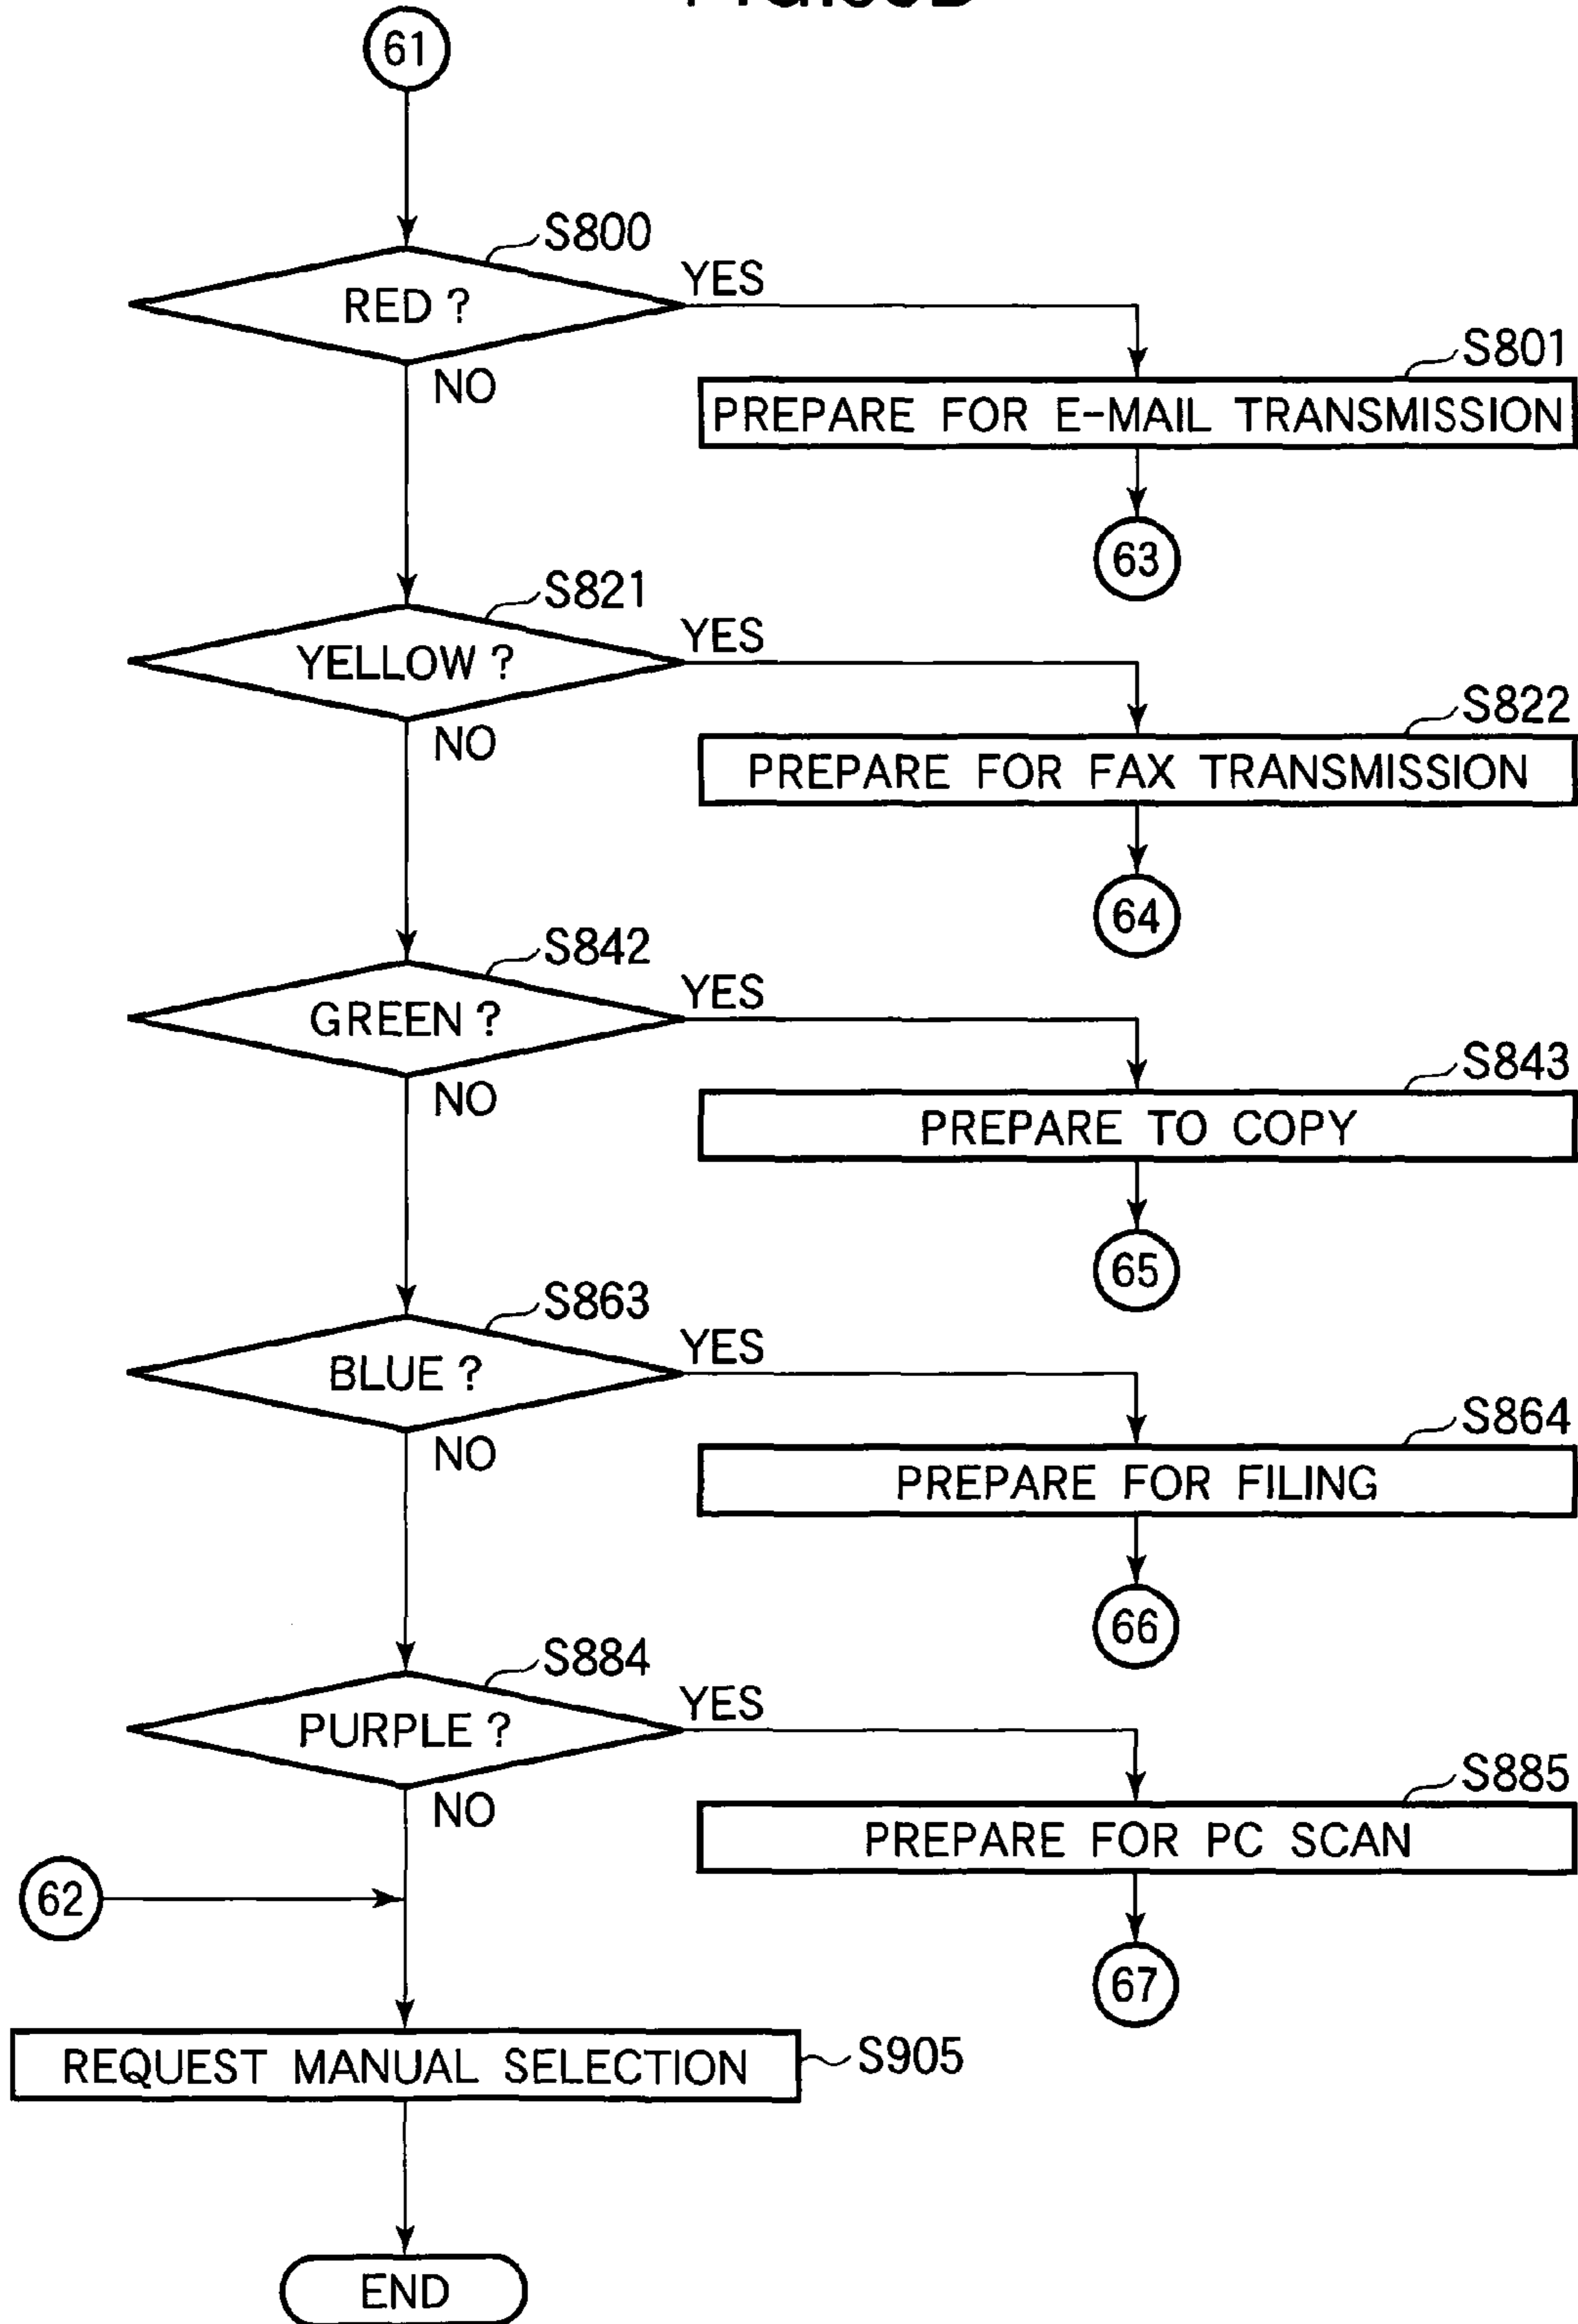 61
S800
RED ?
YES
NO
S801
PREPARE FOR E-MAIL TRANSMISSION
63
S821
YELLOW ?
YES
NO
S822
PREPARE FOR FAX TRANSMISSION
64
S842
GREEN ?
YES
NO
S843
PREPARE TO COPY
65
S863
BLUE ?
YES
NO
S864
PREPARE FOR FILING
66
S884
PURPLE ?
YES
NO
S885
PREPARE FOR PC SCAN
67
62
REQUEST MANUAL SELECTION
S905
END